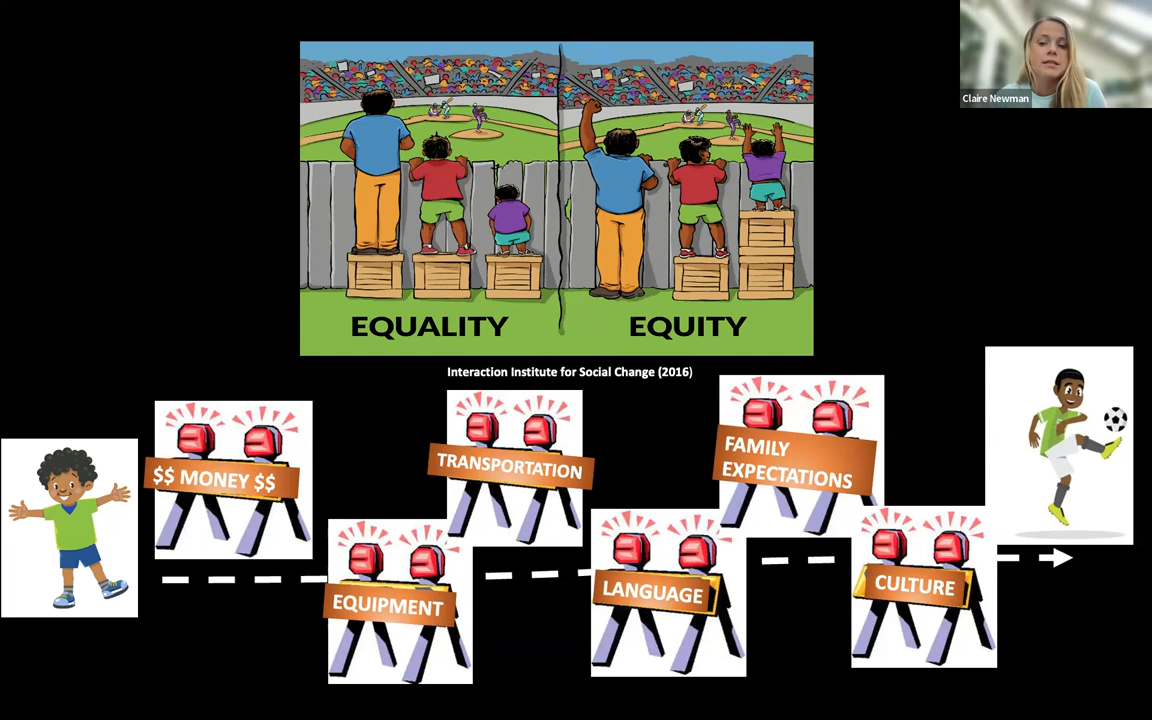 Claire Newman
EQUALITY
EQUITY
Interaction Institute for Social Change (2016)
$$ MONEY $$
EQUIPMENT
TRANSPORTATION
LANGUAGE
FAMILY
EXPECTATIONS
CULTURE